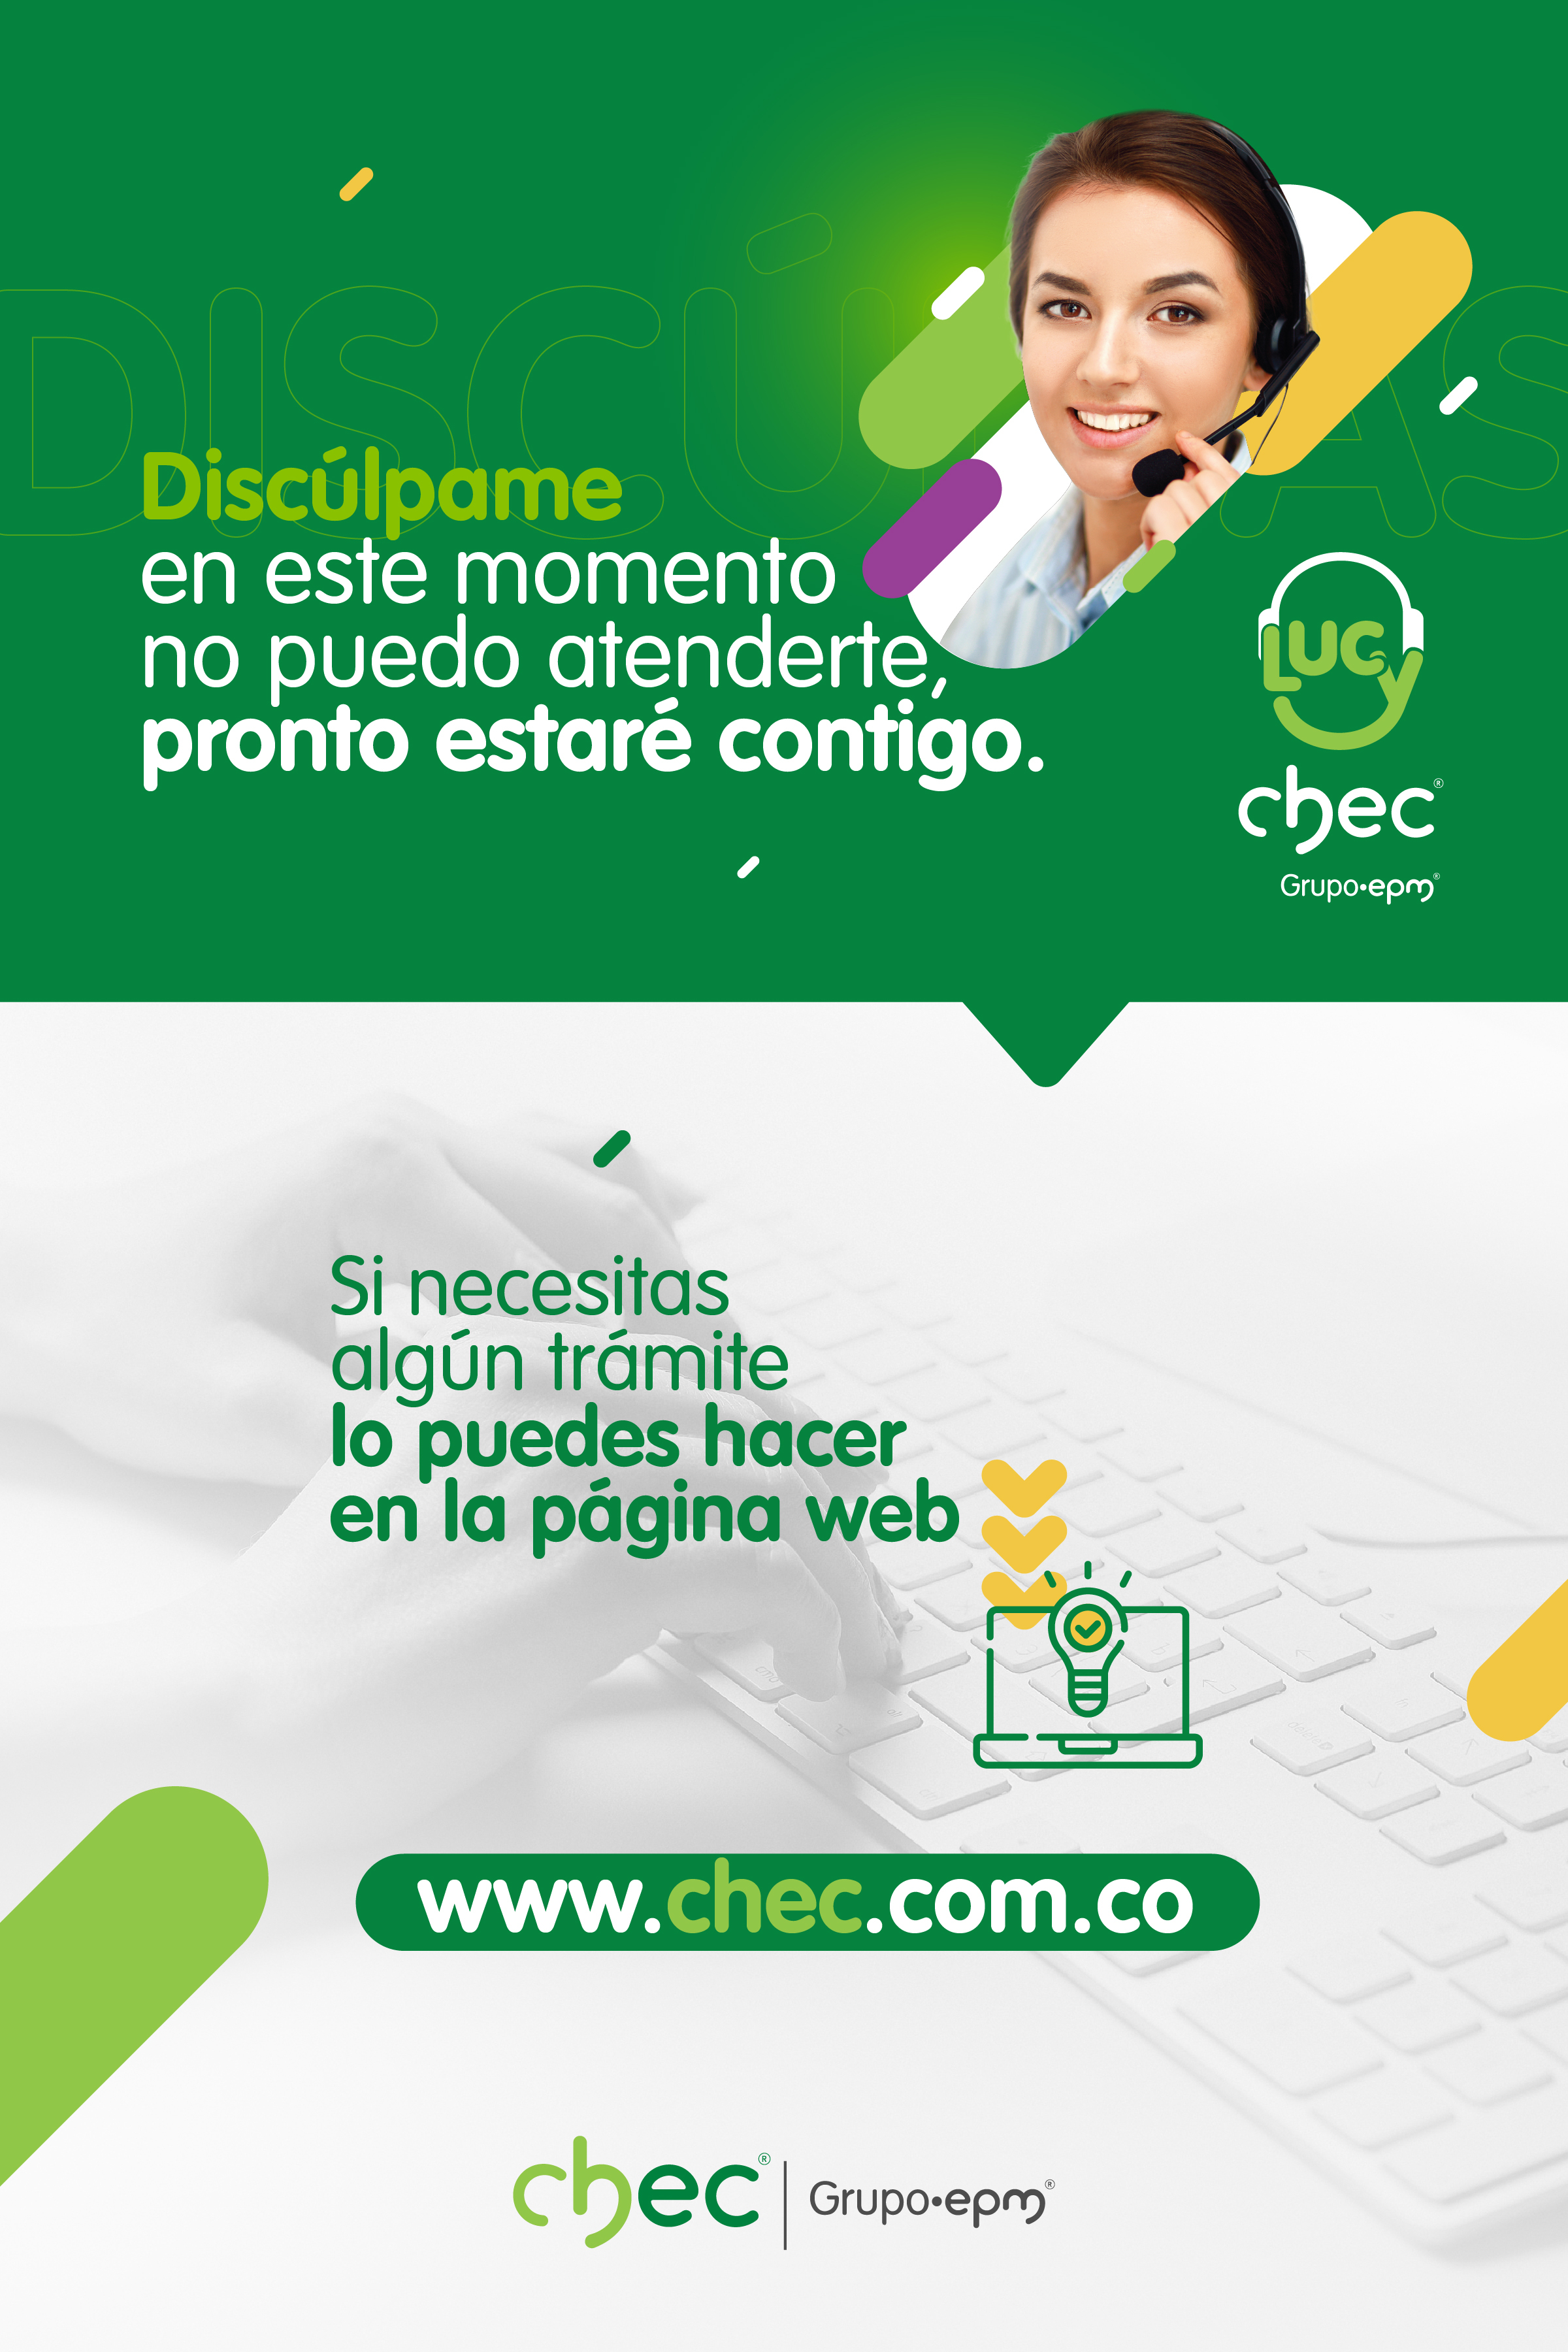 DISCÚLPAS
Discúlpame
en este momento
no puedo atenderte,
pronto estaré contigo.
Lucy
chec®
Grupo•epm®
Si necesitas
algún trámite
lo puedes hacer
en la página web
www.chec.com.co
chec® | Grupo•epm®